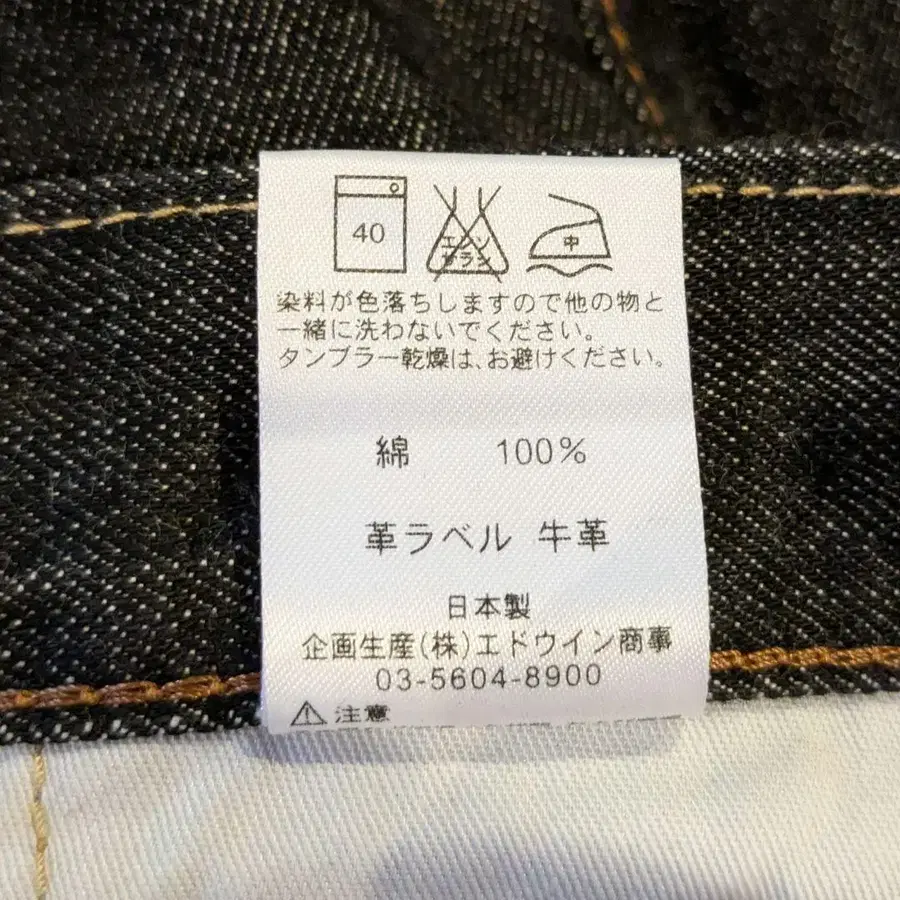 40
エンソ
サラシ
中
染料が色落ちしますので他の物と
一緒に洗わないでください。
タンブラー乾燥は、お避けください。
綿 100%
革ラベル 牛革
日本製
企画生産(株)エドウイン商事
03-5604-8900
⚠注意